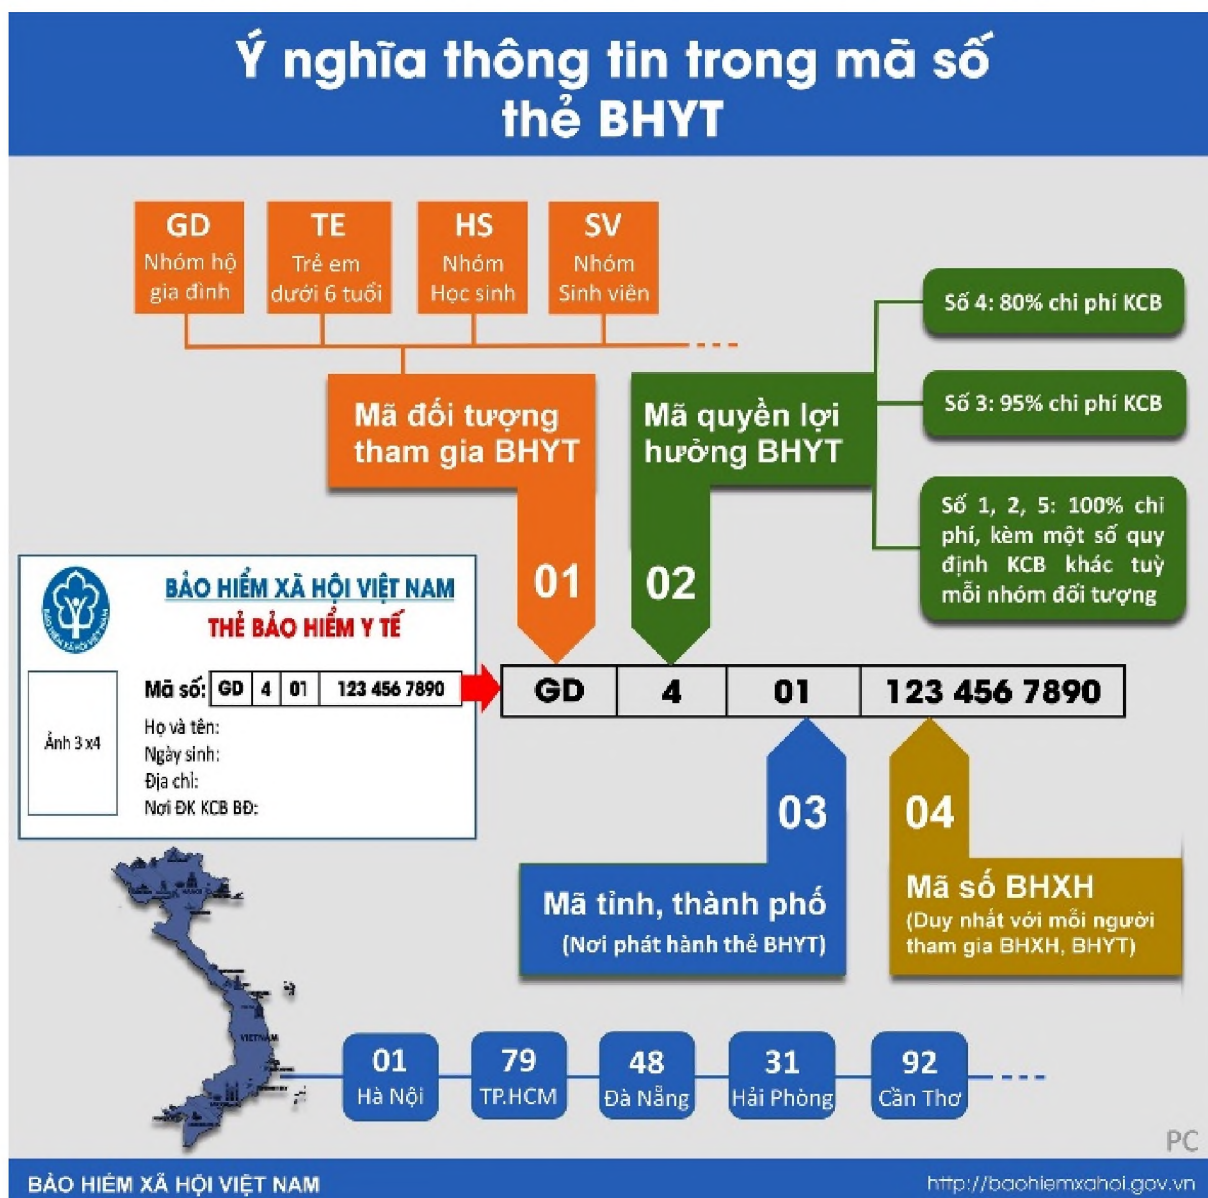 Ý nghĩa thông tin trong mã số
thẻ BHYT
GD
Nhóm hộ
gia đình
TE
Trẻ em
dưới 6 tuổi
HS
Nhóm
Học sinh
SV
Nhóm
Sinh viên
Mã đối tượng
tham gia BHYT
01
Mã quyền lợi
hưởng BHYT
02
Số 4: 80% chi phí KCB
Số 3: 95% chi phí KCB
Số 1, 2, 5: 100% chi
phí, kèm một số quy
định KCB khác tuỳ
mỗi nhóm đối tượng
BẢO HIỂM XÃ HỘI VIỆT NAM
BẢO HIỂM XÃ HỘI VIỆT NAM
THẺ BẢO HIỂM Y TẾ
Mã số: GD 4 01 123 456 7890
Ảnh 3 x4
Họ và tên:
Ngày sinh:
Địa chỉ:
Nơi ĐK KCB BĐ:
GD 4 01 123 456 7890
03
Mã tỉnh, thành phố
(Nơi phát hành thẻ BHYT)
04
Mã số BHXH
(Duy nhất với mỗi người
tham gia BHXH, BHYT)
VIETNAM
01
Hà Nội
79
TP.HCM
48
Đà Nẵng
31
Hải Phòng
92
Cần Thơ
PC
BẢO HIỂM XÃ HỘI VIỆT NAM
http://baohiemxahoi.gov.vn